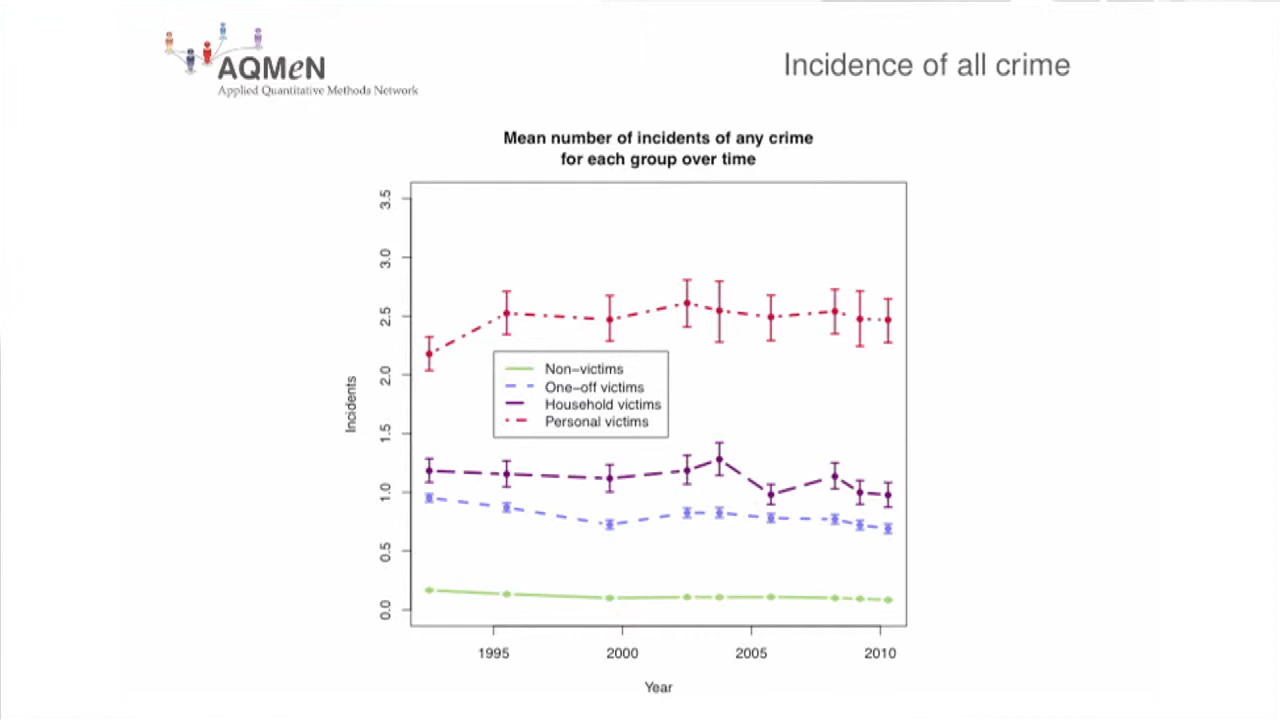 AQMeN
Applied Quantitative Methods Network
Incidence of all crime
Mean number of incidents of any crime
for each group over time
3.5
3.0
2.5
2.0
1.5
1.0
0.5
0.0
Incidents
Non-victims
One-off victims
Household victims
Personal victims
1995 2000 2005 2010
Year